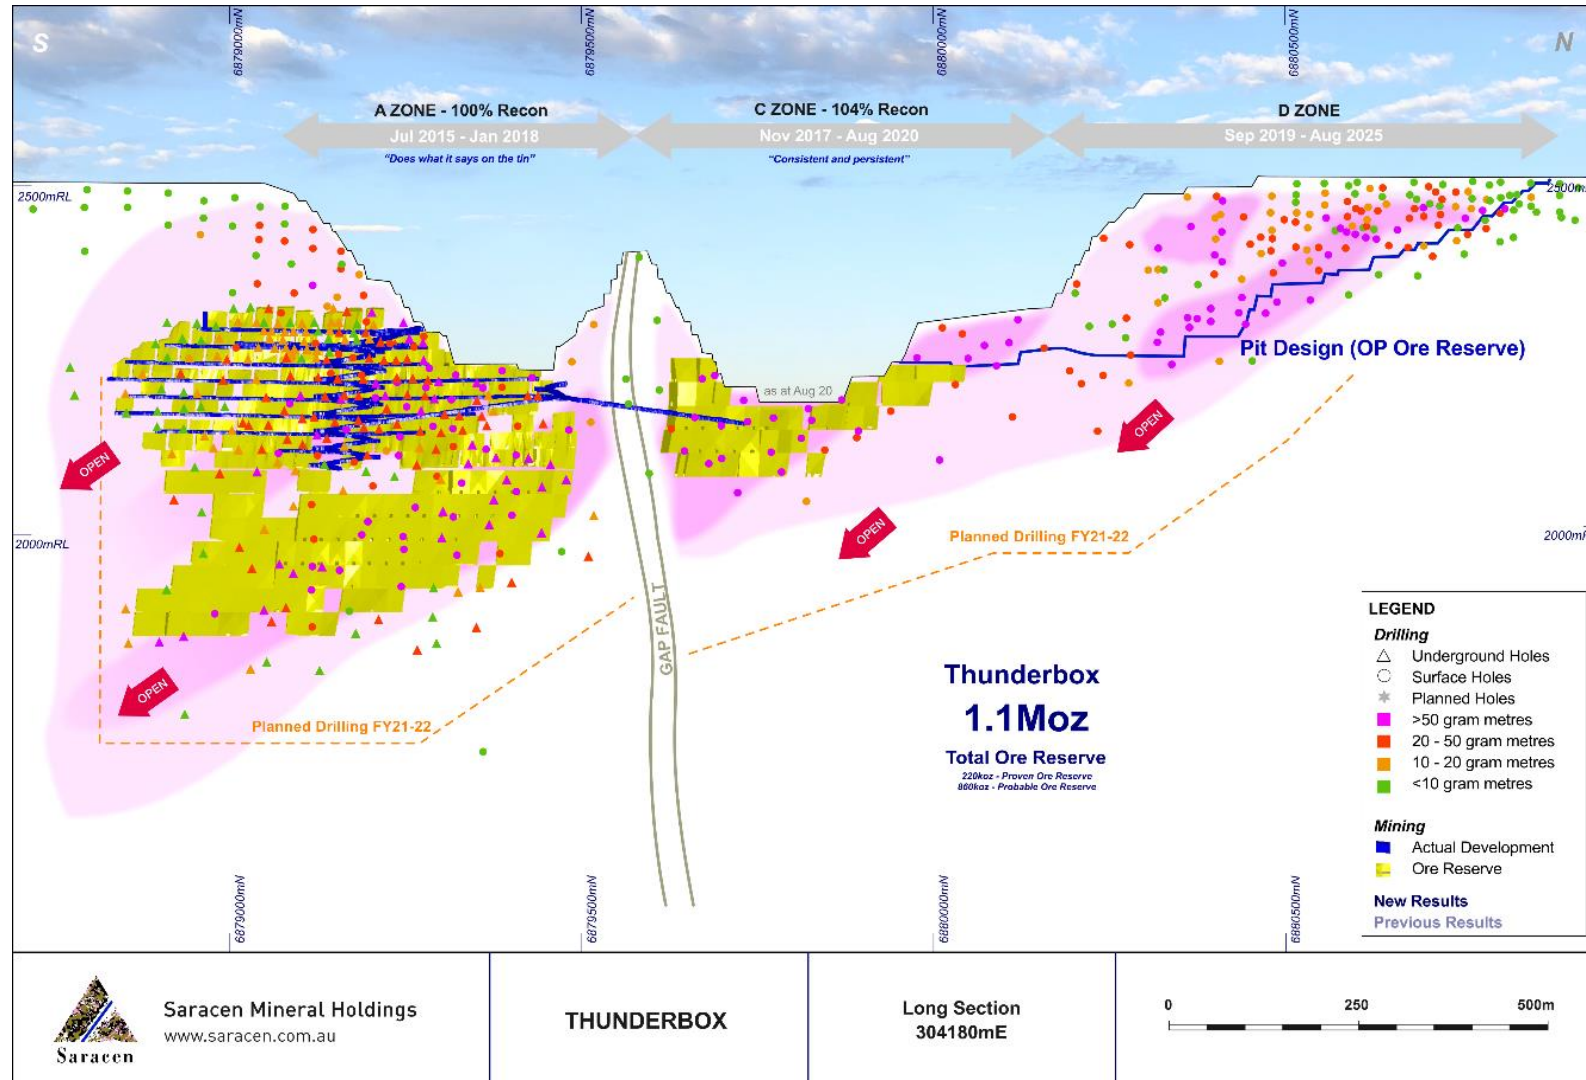 S
N
6879000mN
6879500mN
6880000mN
6880500mN
A ZONE - 100% Recon
Jul 2015 - Jan 2018
"Does what it says on the tin"
C ZONE - 104% Recon
Nov 2017 - Aug 2020
"Consistent and persistent"
D ZONE
Sep 2019 - Aug 2025
2500mRL
2500mRL
Pit Design (OP Ore Reserve)
as at Aug 20
OPEN
OPEN
OPEN
OPEN
2000mRL
2000mR
Planned Drilling FY21-22
GAP FAULT
Planned Drilling FY21-22
Thunderbox
1.1Moz
Total Ore Reserve
220koz - Proven Ore Reserve
860koz - Probable Ore Reserve
LEGEND
Drilling
Underground Holes
Surface Holes
Planned Holes
>50 gram metres
20 - 50 gram metres
10 - 20 gram metres
<10 gram metres
Mining
Actual Development
Ore Reserve
New Results
Previous Results
6879000mN
6879500mN
6880000mN
6880500mN
Saracen
Saracen Mineral Holdings
www.saracen.com.au
THUNDERBOX
Long Section
304180mE
0 250 500m